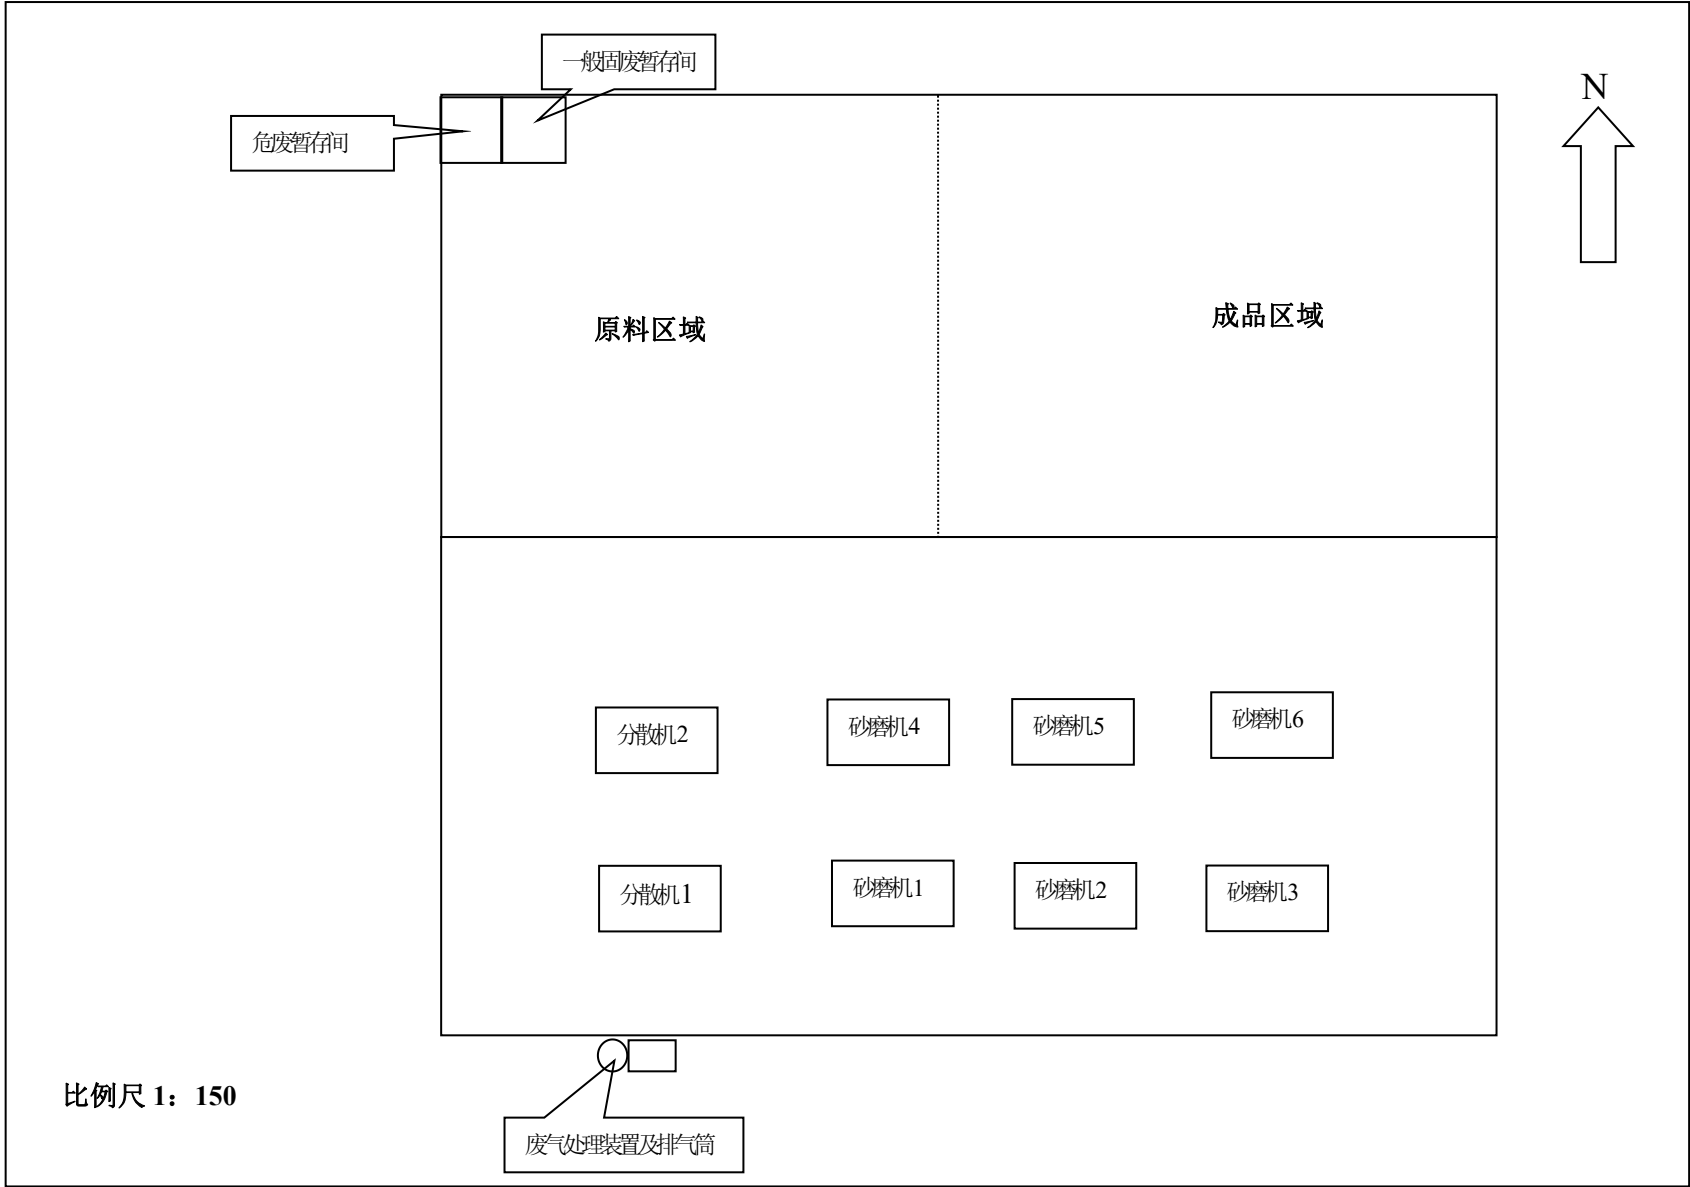 一般固废暂存间
N
危废暂存间
原料区域
成品区域
分散机2
砂磨机4
砂磨机5
砂磨机6
分散机1
砂磨机1
砂磨机2
砂磨机3
比例尺 1：150
废气处理装置及排气筒